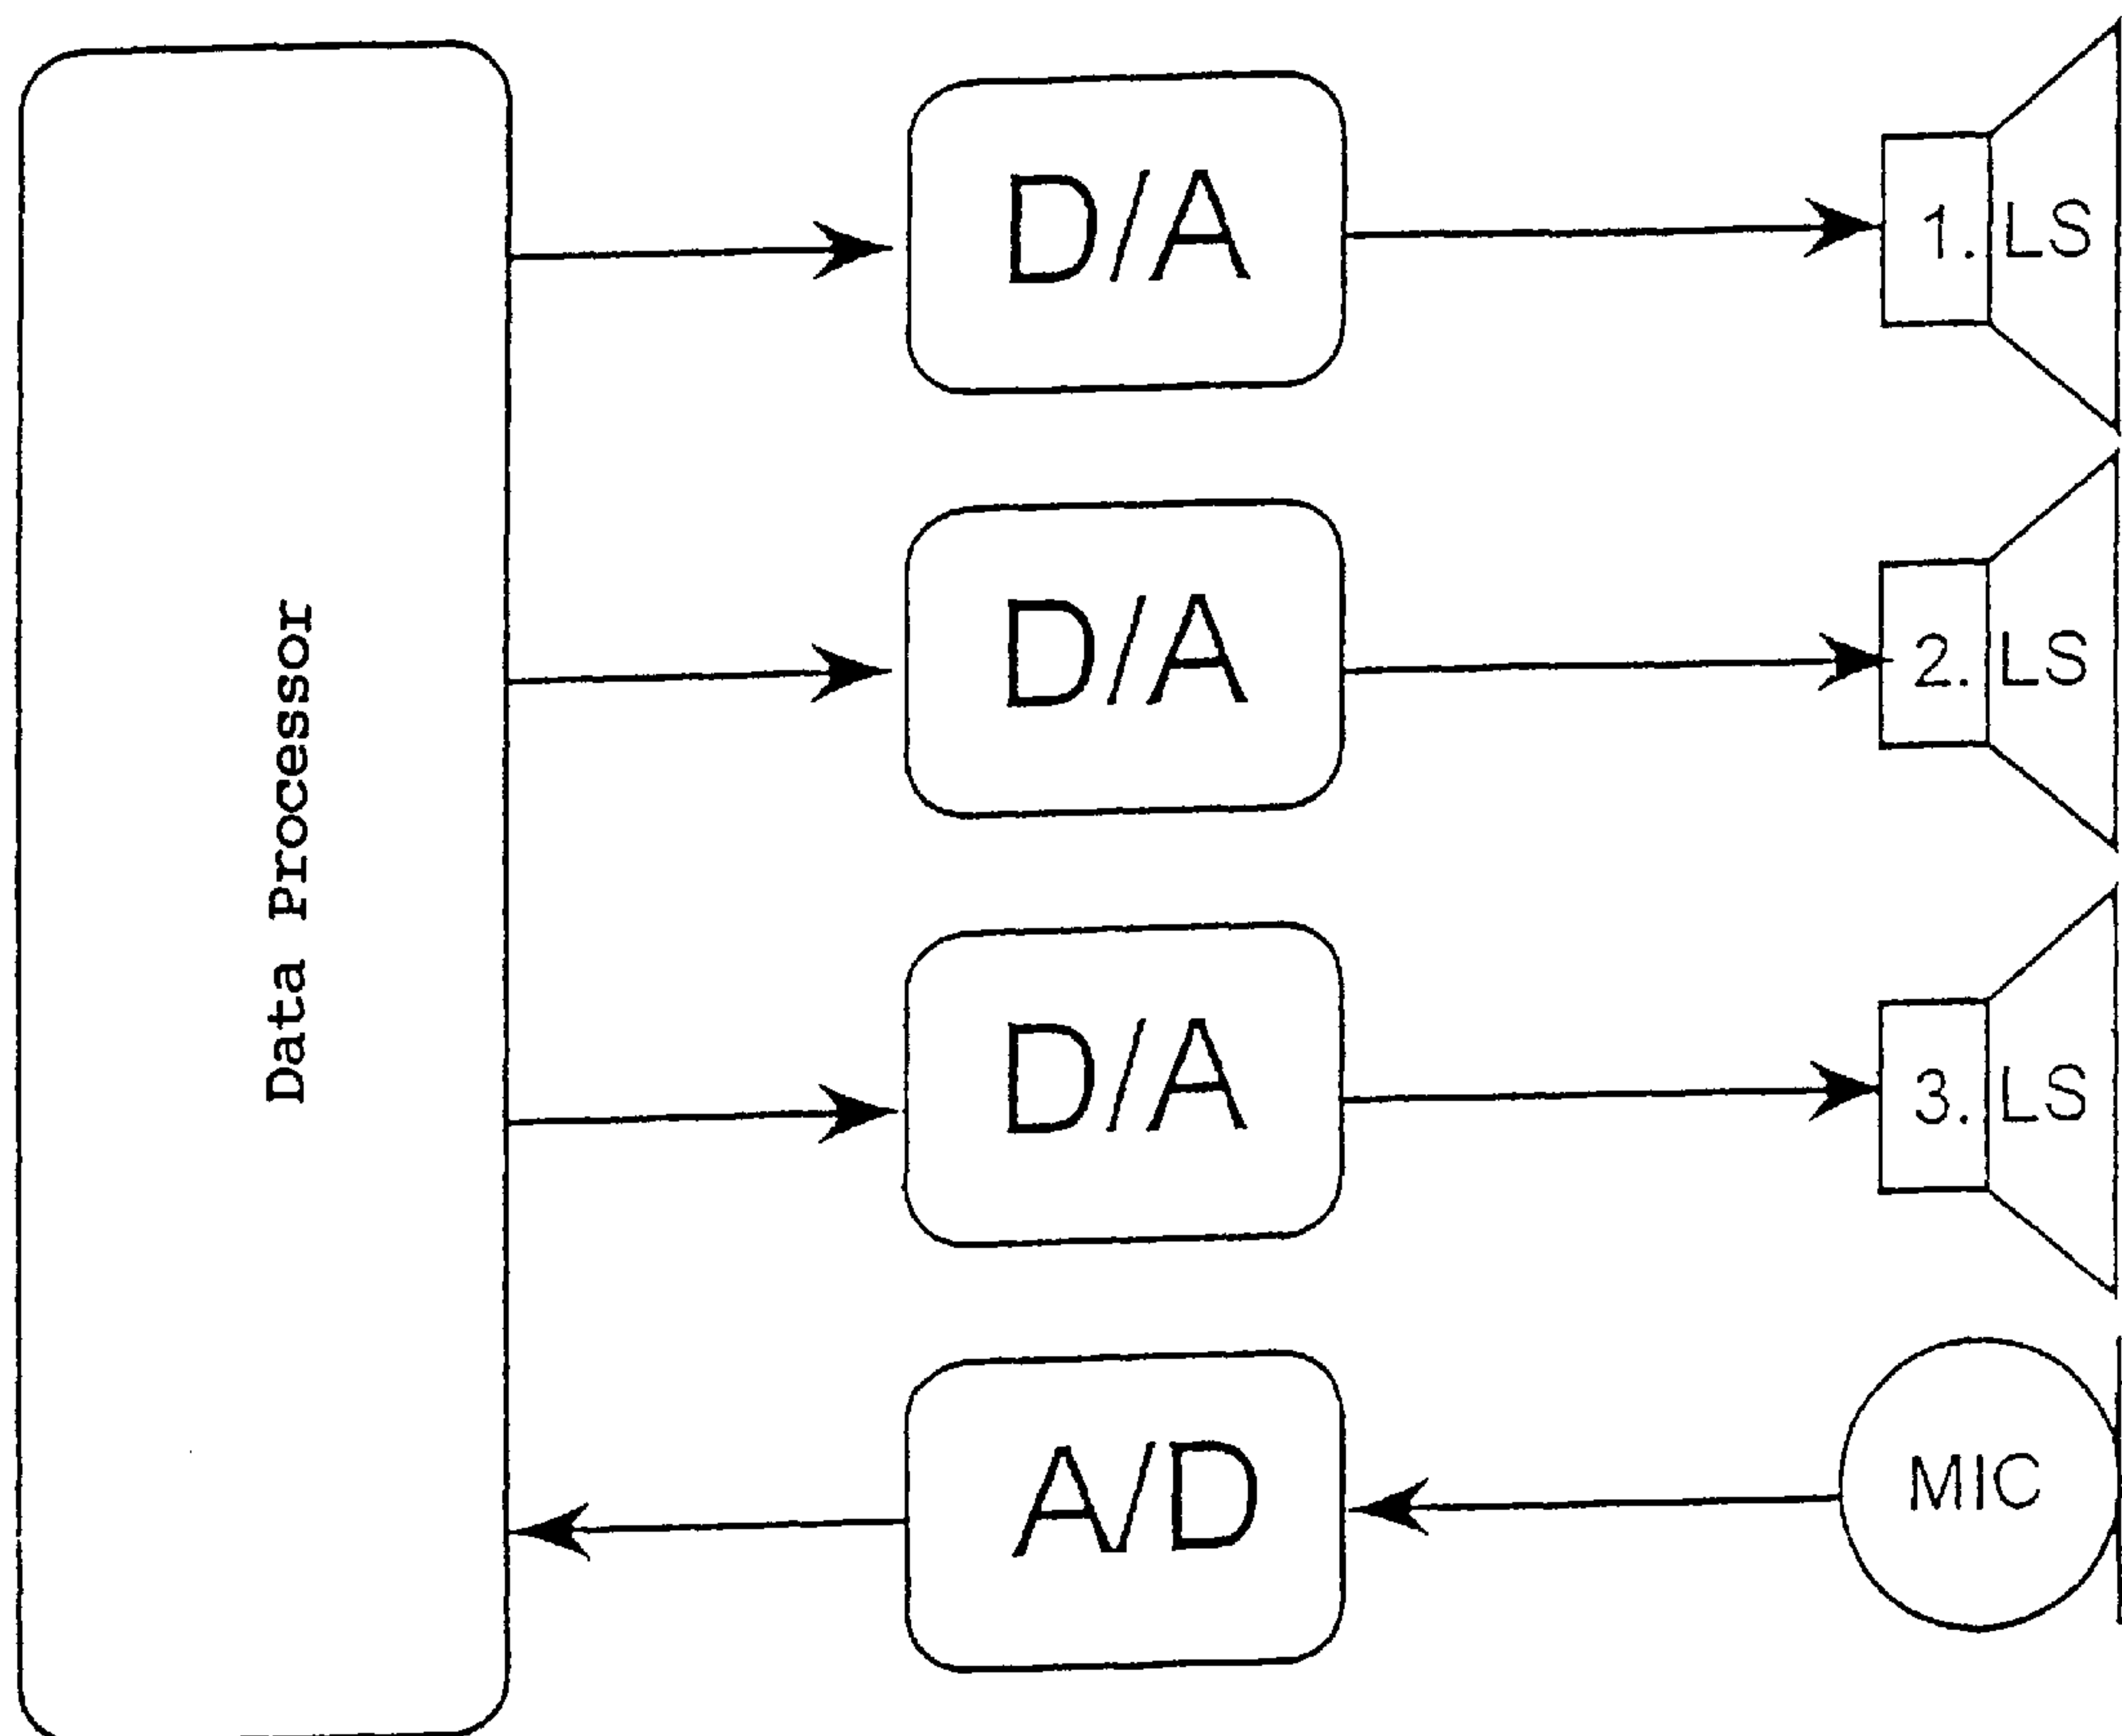 Data Processor
D/A
1. LS
D/A
2. LS
D/A
3. LS
A/D
MIC